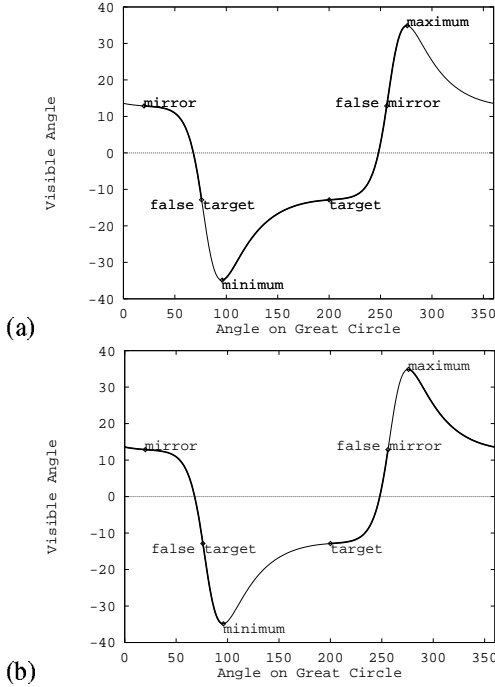 40
maximum
30
20
mirror
false mirror
10
0
Visible Angle
-10
false target
target
-20
-30
minimum
-40
0 50 100 150 200 250 300 350
Angle on Great Circle
(a)
40
maximum
30
20
mirror
false mirror
10
0
Visible Angle
-10
false target
target
-20
-30
minimum
-40
0 50 100 150 200 250 300 350
Angle on Great Circle
(b)